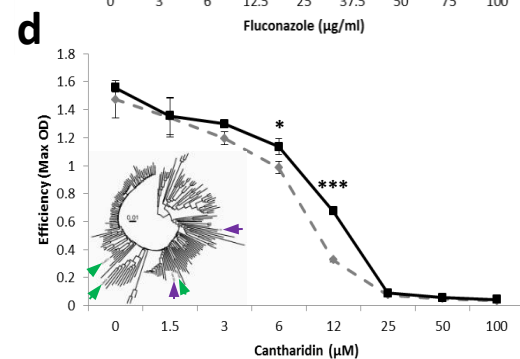 0 3 6 12.5 25 37.5 50 75 100
Fluconazole (µg/ml)
d
1.8
1.6
1.4
1.2
1
0.8
0.6
0.4
0.2
0
Efficiency (Max OD)
*
***
0.01
0 1.5 3 6 12 25 50 100
Cantharidin (µM)